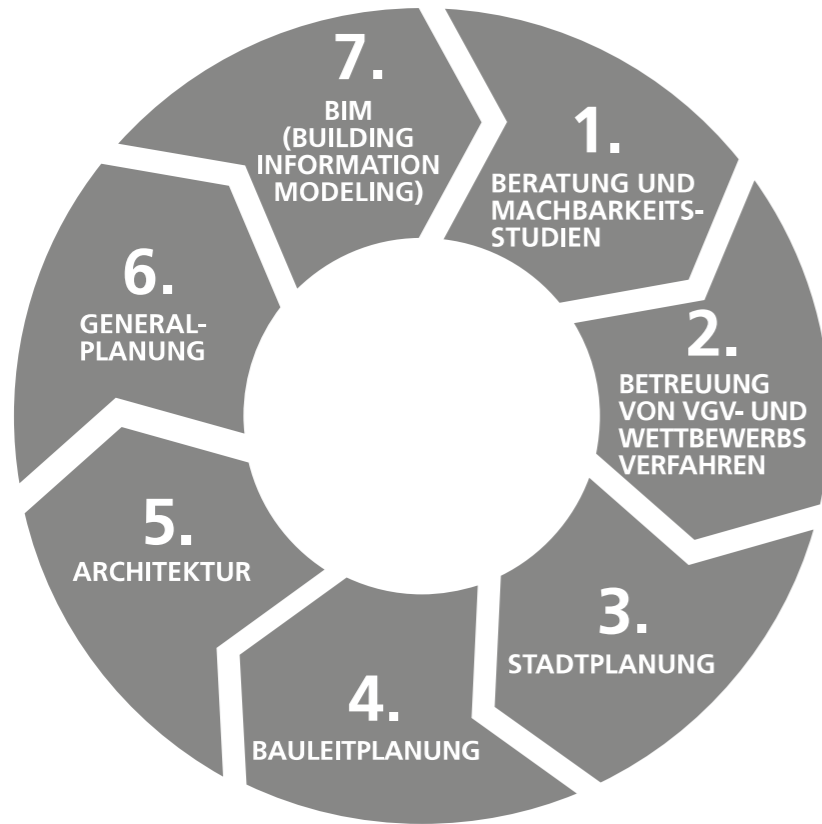 1.
BERATUNG UND
MACHBARKEITS-
STUDIEN
2.
BETREUUNG
VON VGV- UND
WETTBEWERBS
VERFAHREN
3.
STADTPLANUNG
4.
BAULEITPLANUNG
5.
ARCHITEKTUR
6.
GENERAL-
PLANUNG
7.
BIM
(BUILDING
INFORMATION
MODELING)